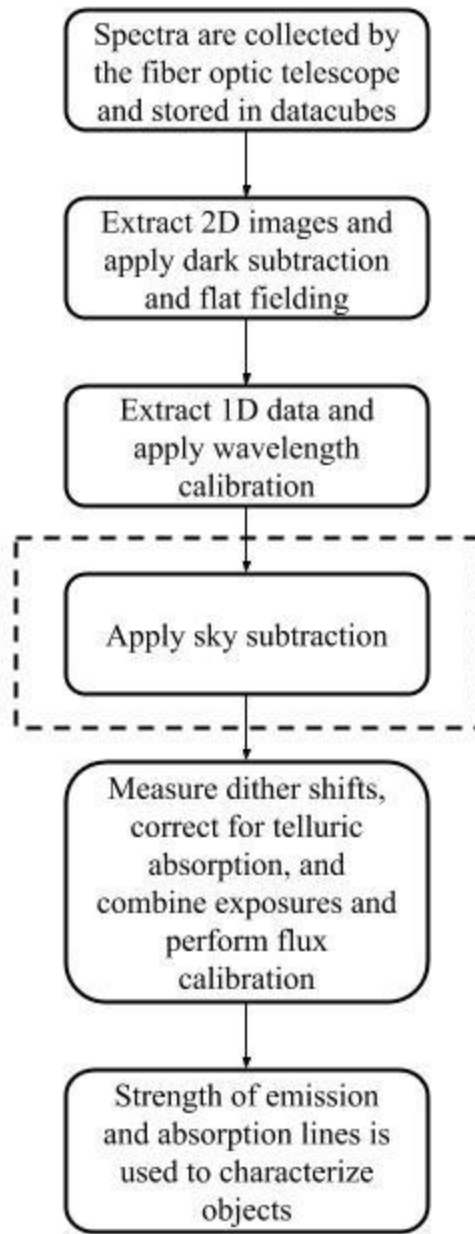 Spectra are collected by
the fiber optic telescope
and stored in datacubes
Extract 2D images and
apply dark subtraction
and flat fielding
Extract 1D data and
apply wavelength
calibration
Apply sky subtraction
Measure dither shifts,
correct for telluric
absorption, and
combine exposures and
perform flux
calibration
Strength of emission
and absorption lines is
used to characterize
objects